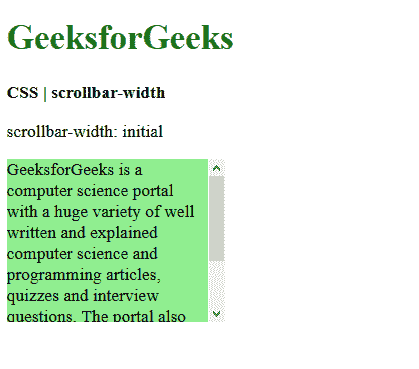 GeeksforGeeks
CSS | scrollbar-width
scrollbar-width: initial
GeeksforGeeks is a
computer science portal
with a huge variety of well
written and explained
computer science and
programming articles,
quizzes and interview
questions. The portal also